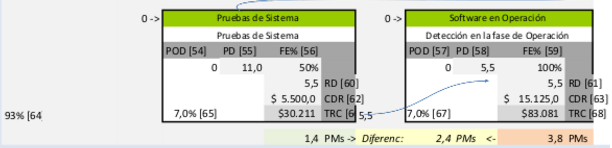 0 -> Pruebas de Sistema 0 -> Software en Operación
Pruebas de Sistema Detección en la fase de Operación
POD [54] PD [55] FE% [56] POD [57] PD [58] FE% [59]
0 11,0 50% 0 5,5 100%
5,5 RD [60] 5,5 RD [61]
$ 5.500,0 CDR [62] $ 15.125,0 CDR [63]
93% [64] 7,0% [65] $30.211 TRC [6 5,5 7,0% [67] $83.081 TRC [68]
1,4 PMs -> Diferenc: 2,4 PMs <- 3,8 PMs